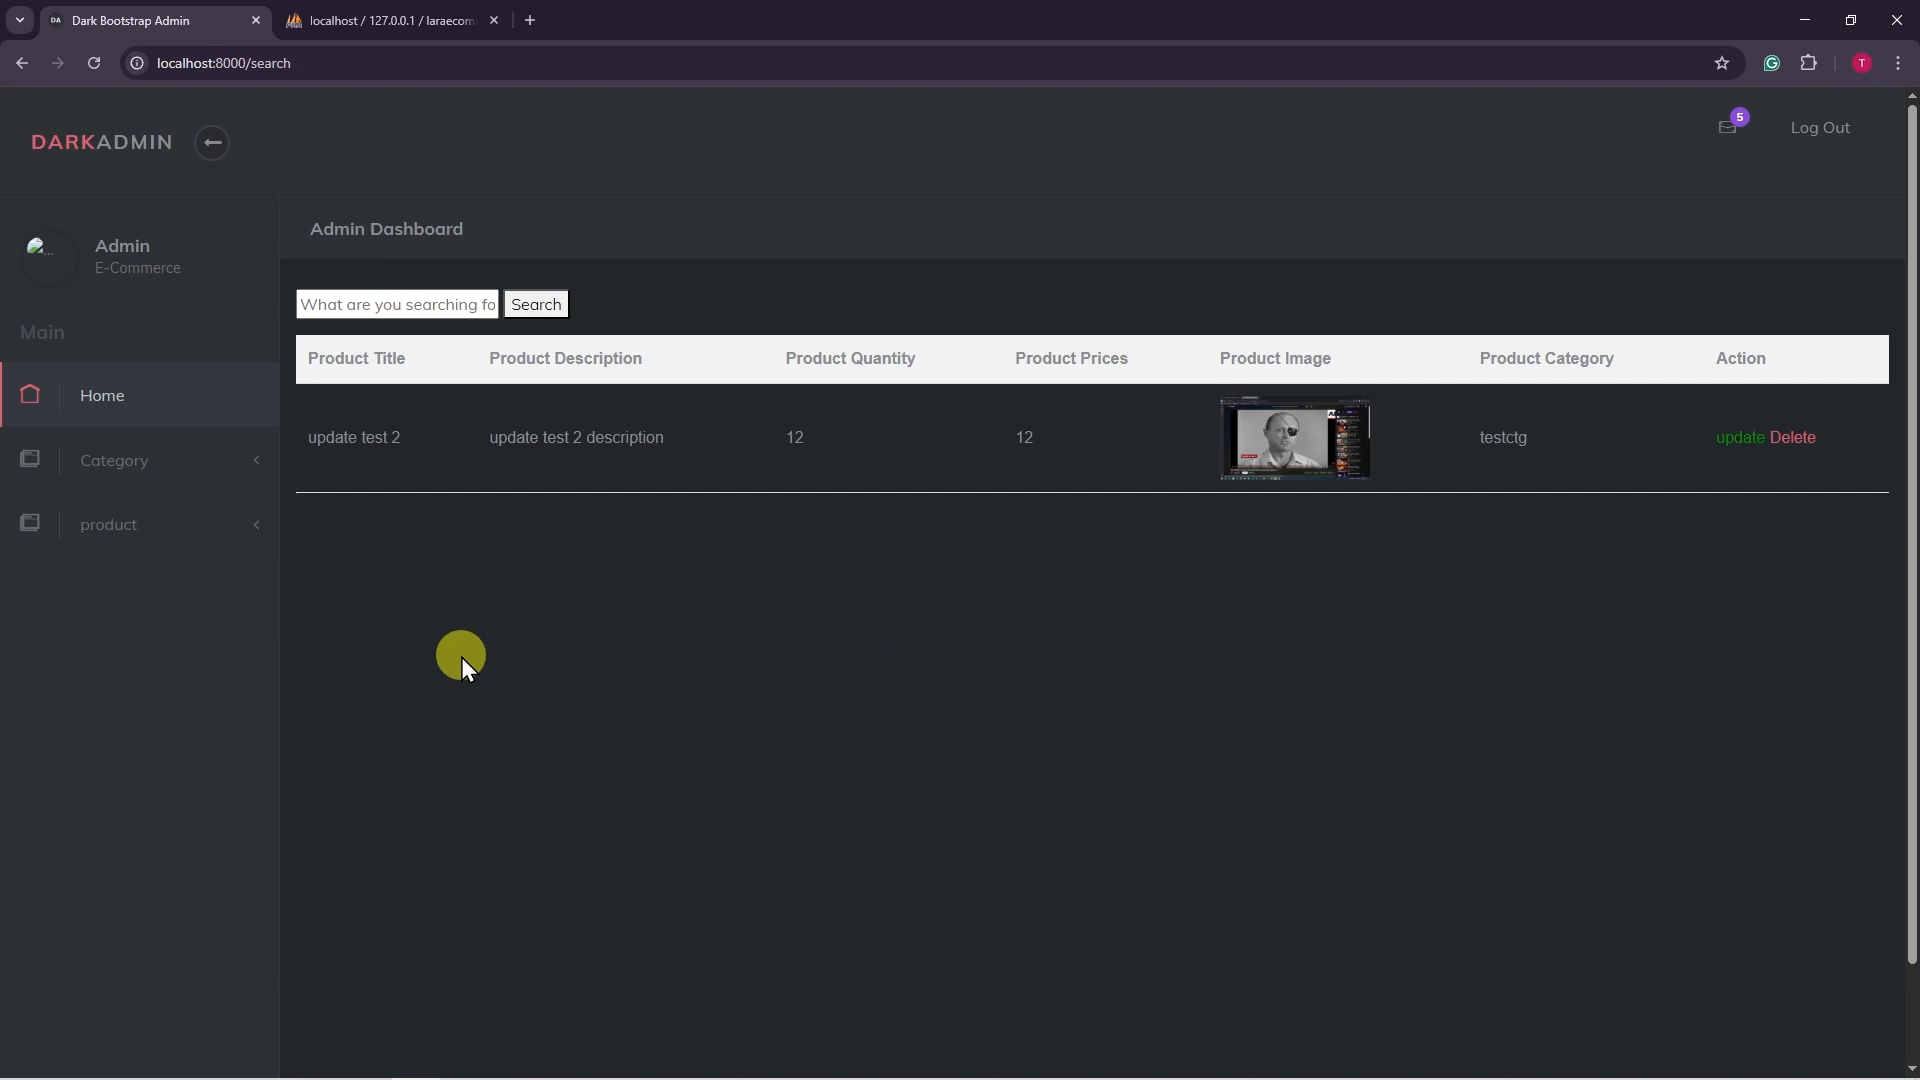 DA Dark Bootstrap Admin
localhost / 127.0.0.1 / laraecom
localhost:8000/search
T
DARKADMIN
5
Log Out
Admin
E-Commerce
Admin Dashboard
What are you searching fo
Search
Main
Product Title Product Description Product Quantity Product Prices Product Image Product Category Action
Home
update test 2 update test 2 description 12 12 testctg update Delete
Category
product